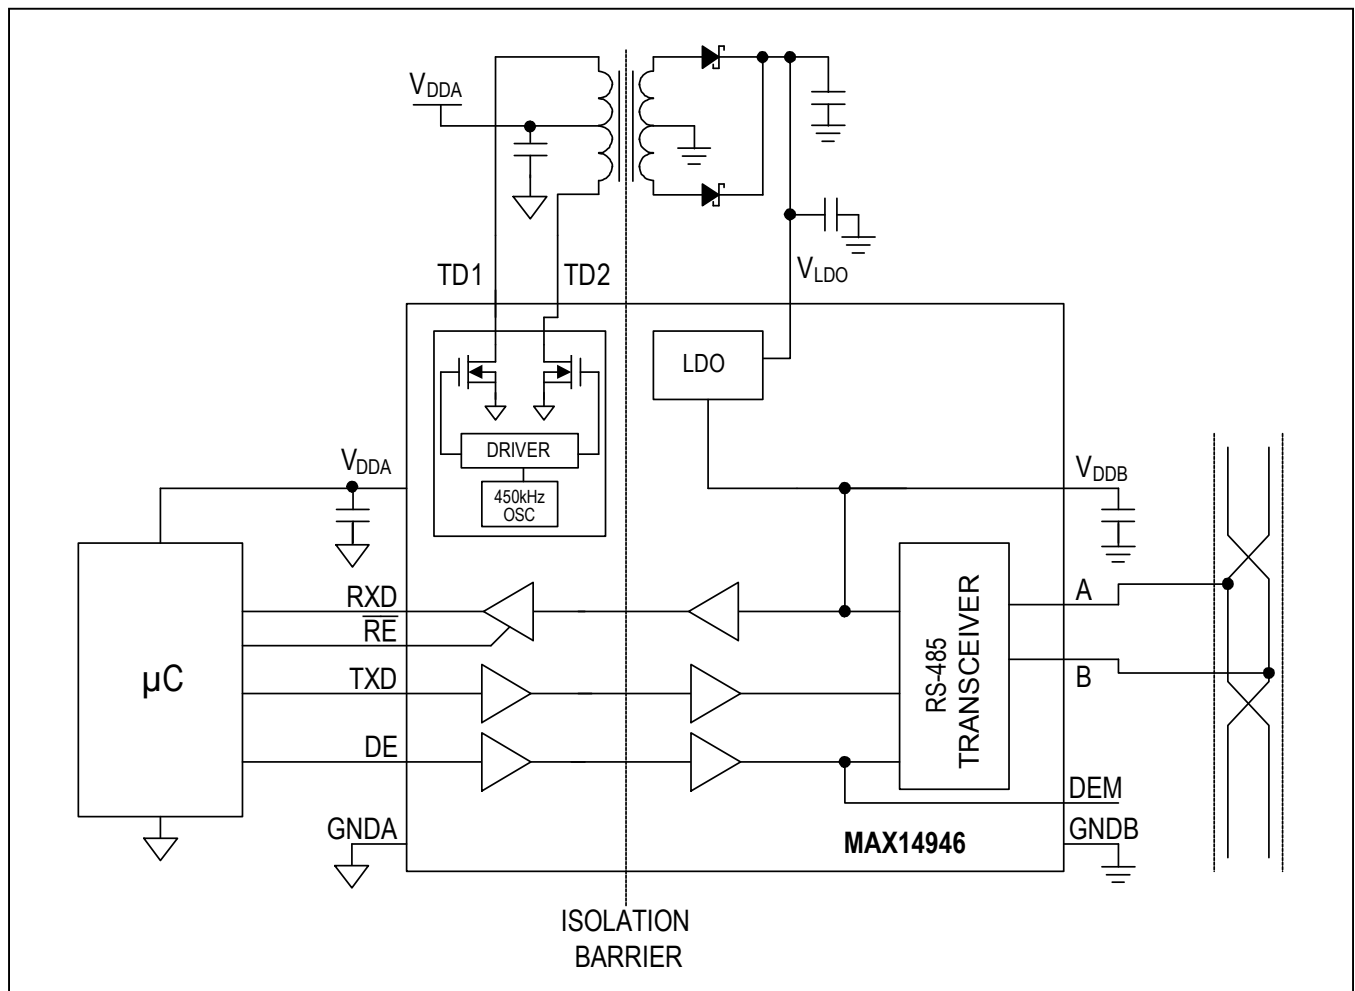 VDDA
TD1
TD2
VLDO
LDO
DRIVER
450kHz
OSC
VDDA
VDDB
RXD
RE
TXD
DE
µC
A
B
RS-485
TRANSCEIVER
DEM
GNDA
GNDB
MAX14946
ISOLATION
BARRIER